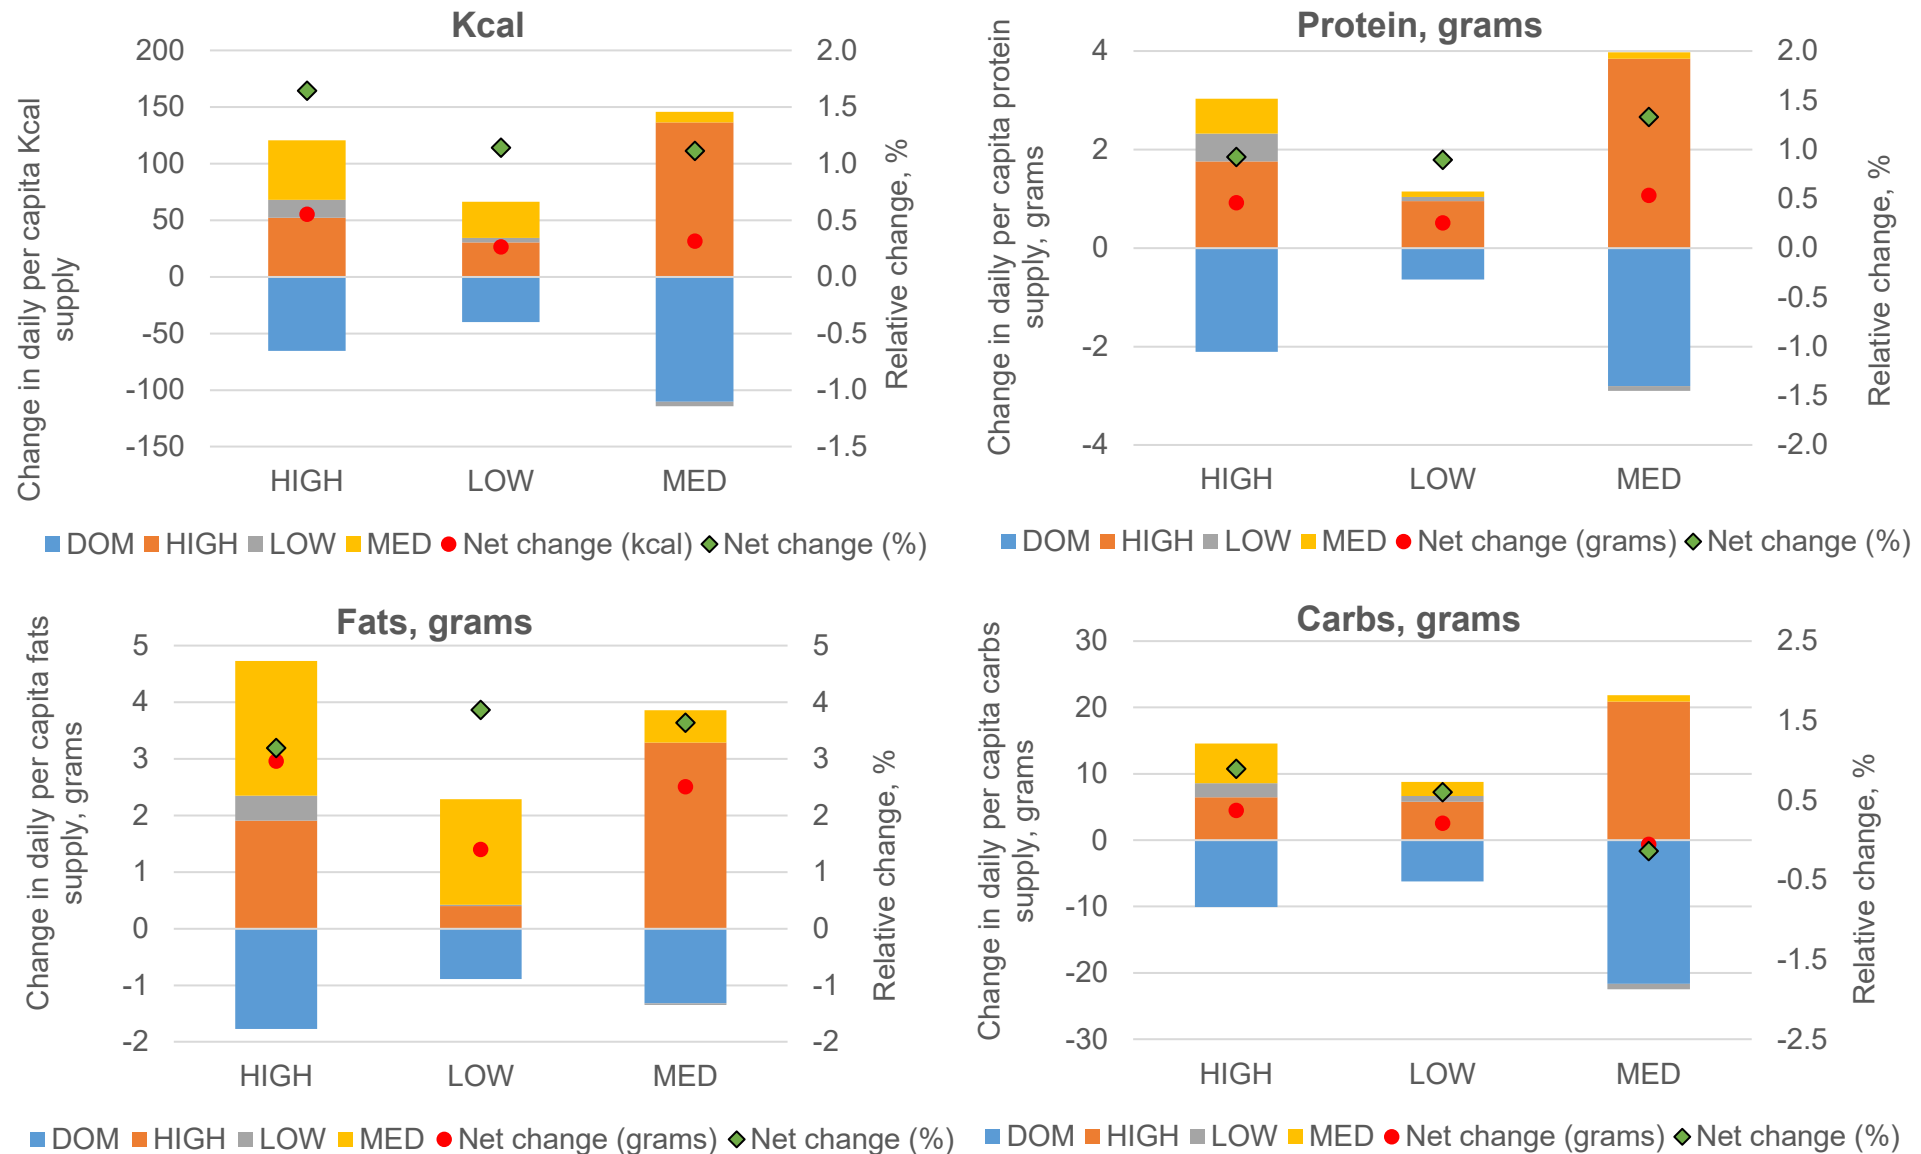 Kcal
Change in daily per capita Kcal
supply
200
150
100
50
0
-50
-100
-150
2.0
1.5
1.0
0.5
0.0
-0.5
-1.0
-1.5
Relative change, %
HIGH LOW MED
DOM HIGH LOW MED Net change (kcal) Net change (%)
Protein, grams
Change in daily per capita protein
supply, grams
4
2
0
-2
-4
2.0
1.5
1.0
0.5
0.0
-0.5
-1.0
-1.5
-2.0
Relative change, %
HIGH LOW MED
DOM HIGH LOW MED Net change (grams) Net change (%)
Fats, grams
Change in daily per capita fats
supply, grams
5
4
3
2
1
0
-1
-2
5
4
3
2
1
0
-1
-2
Relative change, %
HIGH LOW MED
DOM HIGH LOW MED Net change (grams) Net change (%)
Carbs, grams
Change in daily per capita carbs
supply, grams
30
20
10
0
-10
-20
-30
2.5
1.5
0.5
-0.5
-1.5
-2.5
Relative change, %
HIGH LOW MED
DOM HIGH LOW MED Net change (grams) Net change (%)